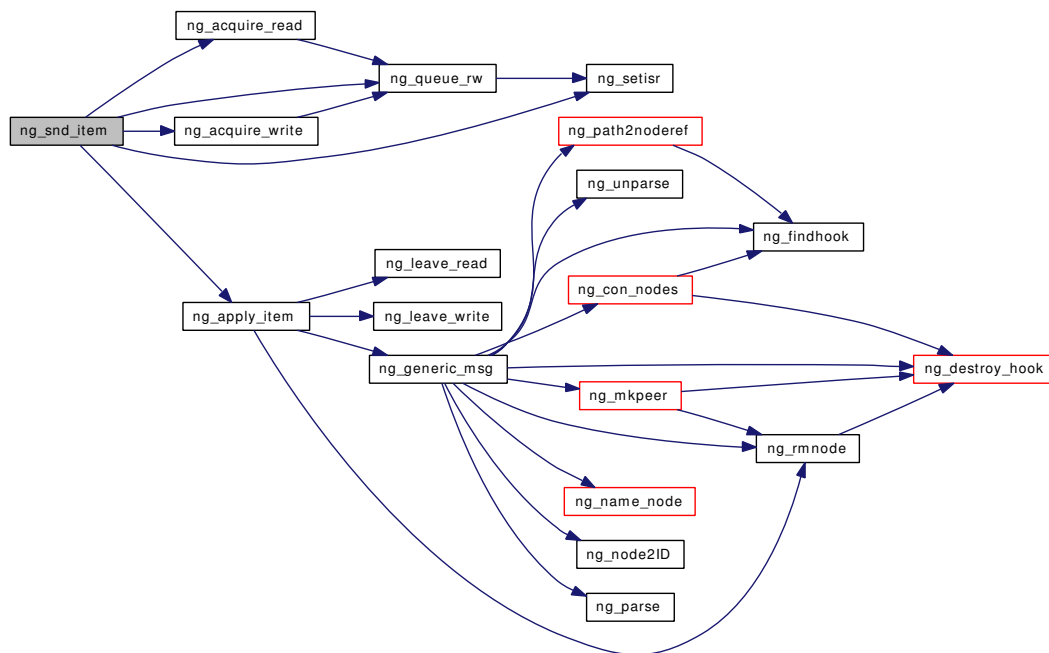 ng_acquire_read
ng_queue_rw
ng_setisr
ng_snd_item
ng_acquire_write
ng_path2noderef
ng_unparse
ng_findhook
ng_leave_read
ng_con_nodes
ng_apply_item
ng_leave_write
ng_generic_msg
ng_destroy_hook
ng_mkpeer
ng_rmnode
ng_name_node
ng_node2ID
ng_parse